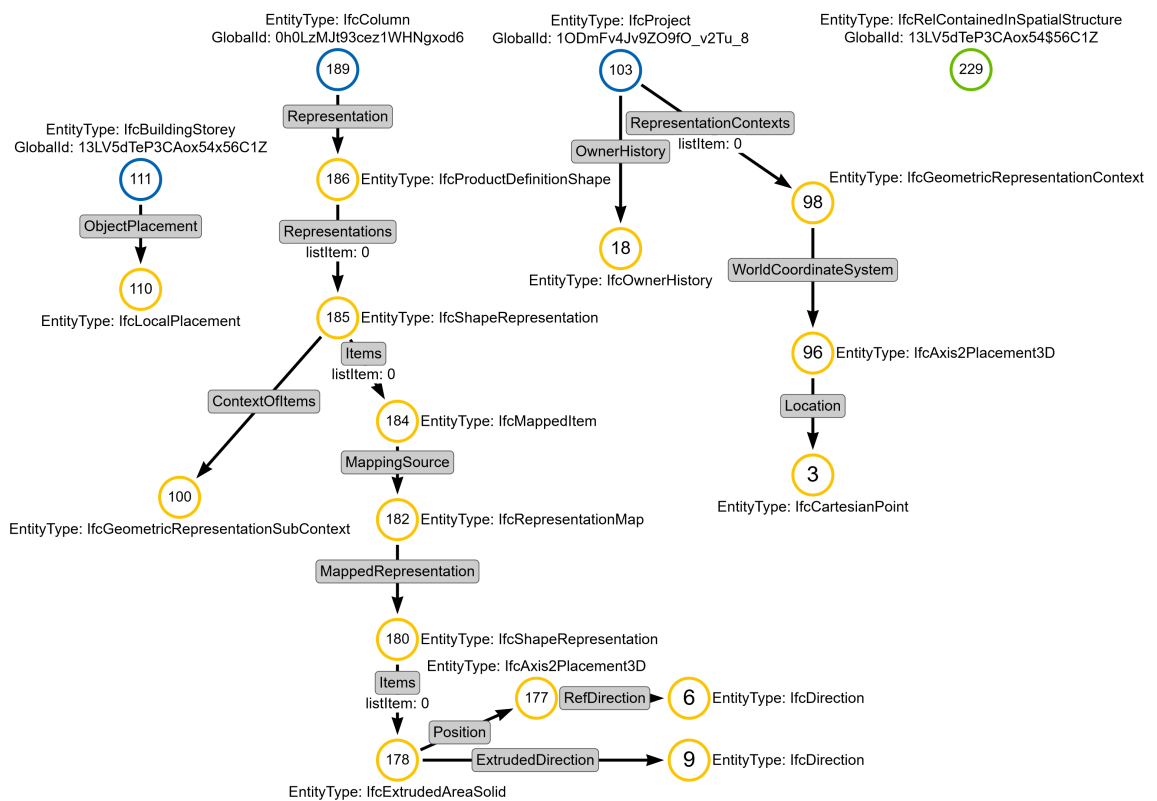 EntityType: IfcColumn
GlobalId: 0h0LzMJt93cez1WHNgxod6
189
Representation
186
EntityType: IfcProductDefinitionShape
Representations
listItem: 0
185
EntityType: IfcShapeRepresentation
Items
listItem: 0
ContextOfItems
100
EntityType: IfcGeometricRepresentationSubContext
184
EntityType: IfcMappedItem
MappingSource
182
EntityType: IfcRepresentationMap
MappedRepresentation
180
EntityType: IfcShapeRepresentation
Items
listItem: 0
178
EntityType: IfcExtrudedAreaSolid
Position
EntityType: IfcAxis2Placement3D
177
RefDirection
6
EntityType: IfcDirection
ExtrudedDirection
9
EntityType: IfcDirection
EntityType: IfcBuildingStorey
GlobalId: 13LV5dTeP3CAox54x56C1Z
111
ObjectPlacement
110
EntityType: IfcLocalPlacement
EntityType: IfcProject
GlobalId: 1ODmFv4Jv9ZO9fO_v2Tu_8
103
OwnerHistory
18
EntityType: IfcOwnerHistory
RepresentationContexts
listItem: 0
EntityType: IfcGeometricRepresentationContext
98
WorldCoordinateSystem
96
EntityType: IfcAxis2Placement3D
Location
3
EntityType: IfcCartesianPoint
EntityType: IfcRelContainedInSpatialStructure
GlobalId: 13LV5dTeP3CAox54$56C1Z
229